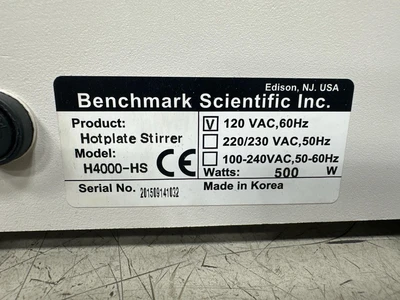 Edison, NJ. USA
Benchmark Scientific Inc.
Product:
Hotplate Stirrer
Model:
H4000-HS
CE
Serial No. 201509141032
V 120 VAC,60Hz
220/230 VAC,50Hz
100-240VAC,50-60Hz
Watts: 500 W
Made in Korea